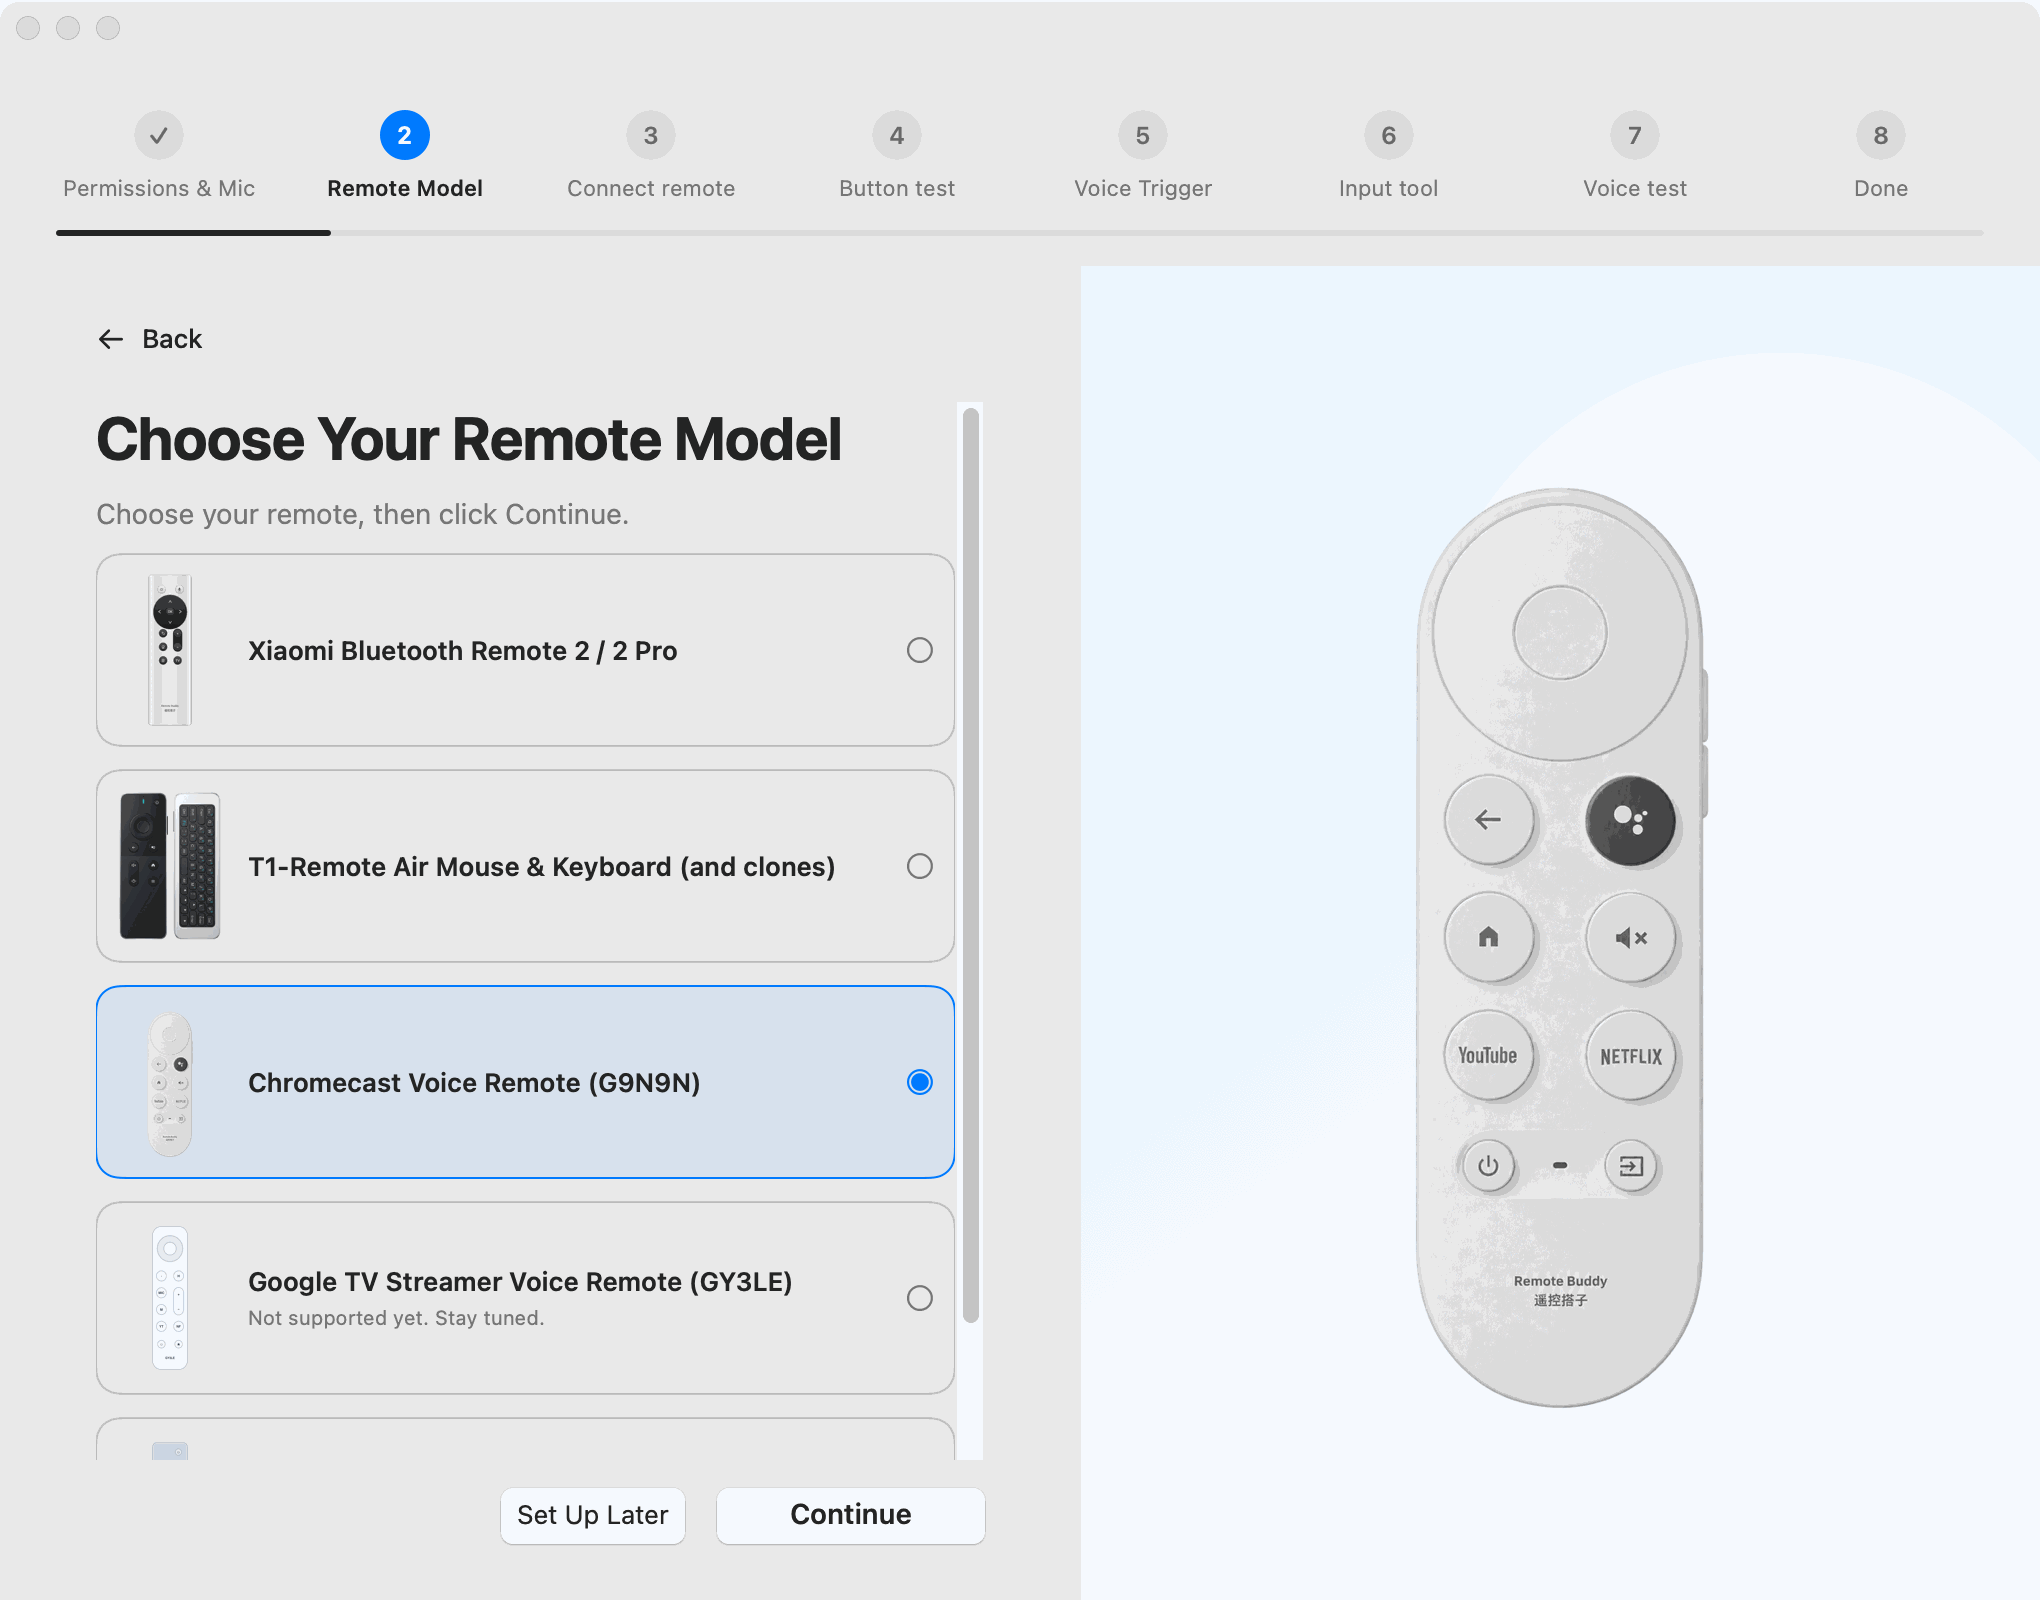 Permissions & Mic
2
Remote Model
3
Connect remote
4
Button test
5
Voice Trigger
6
Input tool
7
Voice test
8
Done
Back
Choose Your Remote Model
Choose your remote, then click Continue.
Xiaomi Bluetooth Remote 2 / 2 Pro
T1-Remote Air Mouse & Keyboard (and clones)
Chromecast Voice Remote (G9N9N)
Google TV Streamer Voice Remote (GY3LE)
Not supported yet. Stay tuned.
Set Up Later
Continue
YouTube
NETFLIX
Remote Buddy
遥控搭子